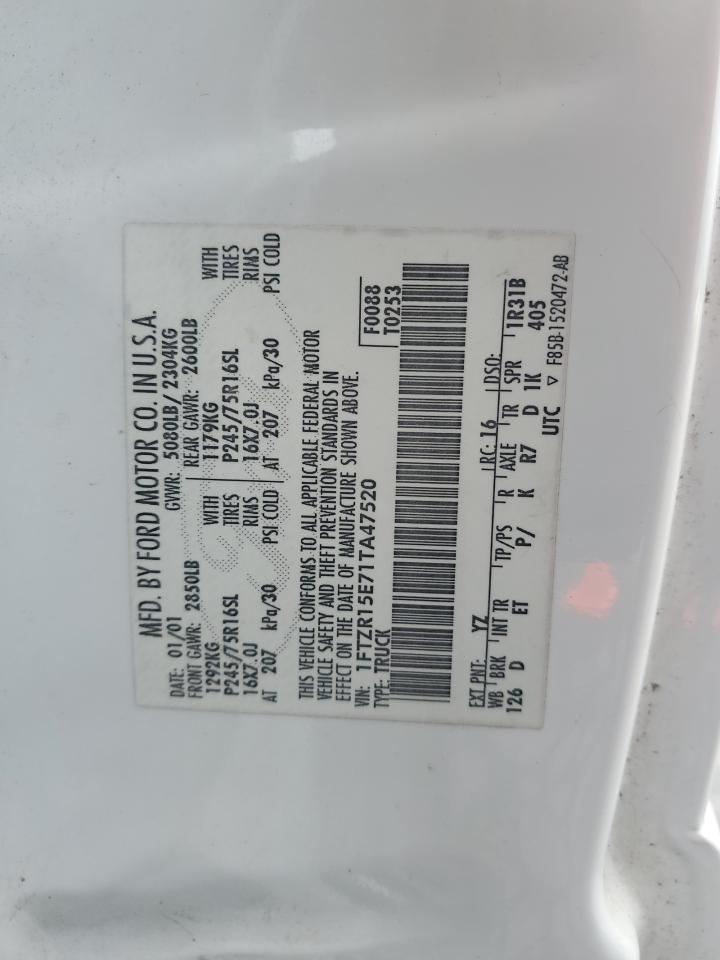 MFD. BY FORD MOTOR CO. IN U.S.A.
DATE: 01/01 GVWR: 5080LB/ 2304KG
FRONT GAWR: 2850LB REAR GAWR: 2600LB
1292KG WITH 1179KG WITH
P245/75R16SL TIRES P245/75R16SL TIRES
16X7.0J RIMS 16X7.0J RIMS
AT 207 kPa/30 PSI COLD AT 207 kPa/30 PSI COLD
THIS VEHICLE CONFORMS TO ALL APPLICABLE FEDERAL MOTOR
VEHICLE SAFETY AND THEFT PREVENTION STANDARDS IN
EFFECT ON THE DATE OF MANUFACTURE SHOWN ABOVE.
VIN: 1FTZR15E71TA47520 F0088
TYPE: TRUCK T0253
EXT PNT: YZ RC: 16 DSO:
WB BRK INT TR TP/PS R AXLE TR SPR 1R31B
126 D ET P/ K R7 D 1K 405
UTC ▽ F85B-1520472-AB